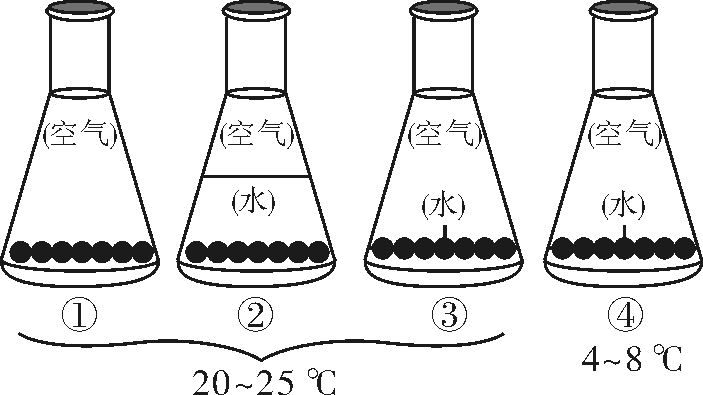 (空气) (空气) (空气) (空气)
(水) (水) (水)
① ② ③ ④
20~25 ℃ 4~8 ℃